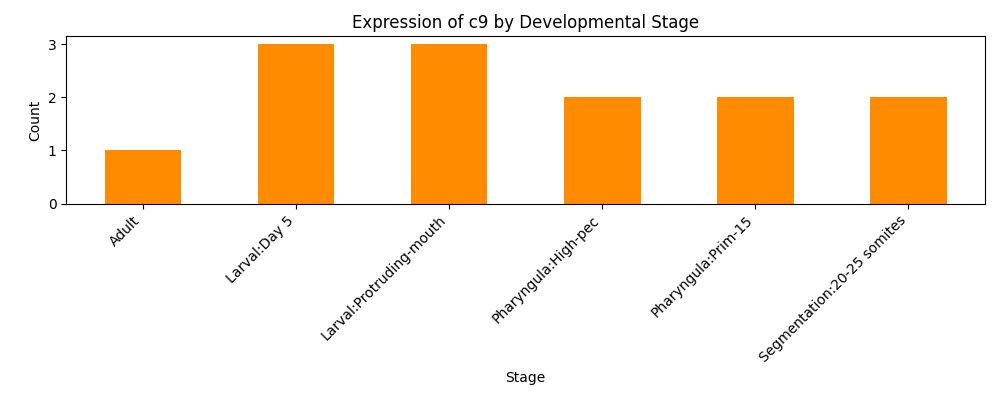 Expression of c9 by Developmental Stage
Count
3
2
1
0
Adult
Larval:Day 5
Larval:Protruding-mouth
Pharyngula:High-pec
Pharyngula:Prim-15
Segmentation:20-25 somites
Stage